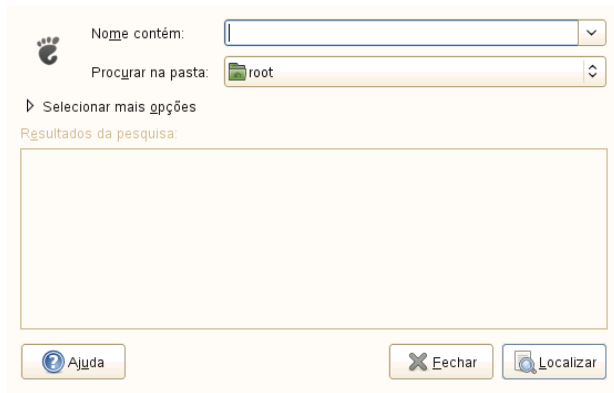 Nome contém:
Procurar na pasta: root
Selecionar mais opções
Resultados da pesquisa:
Ajuda Fechar Localizar